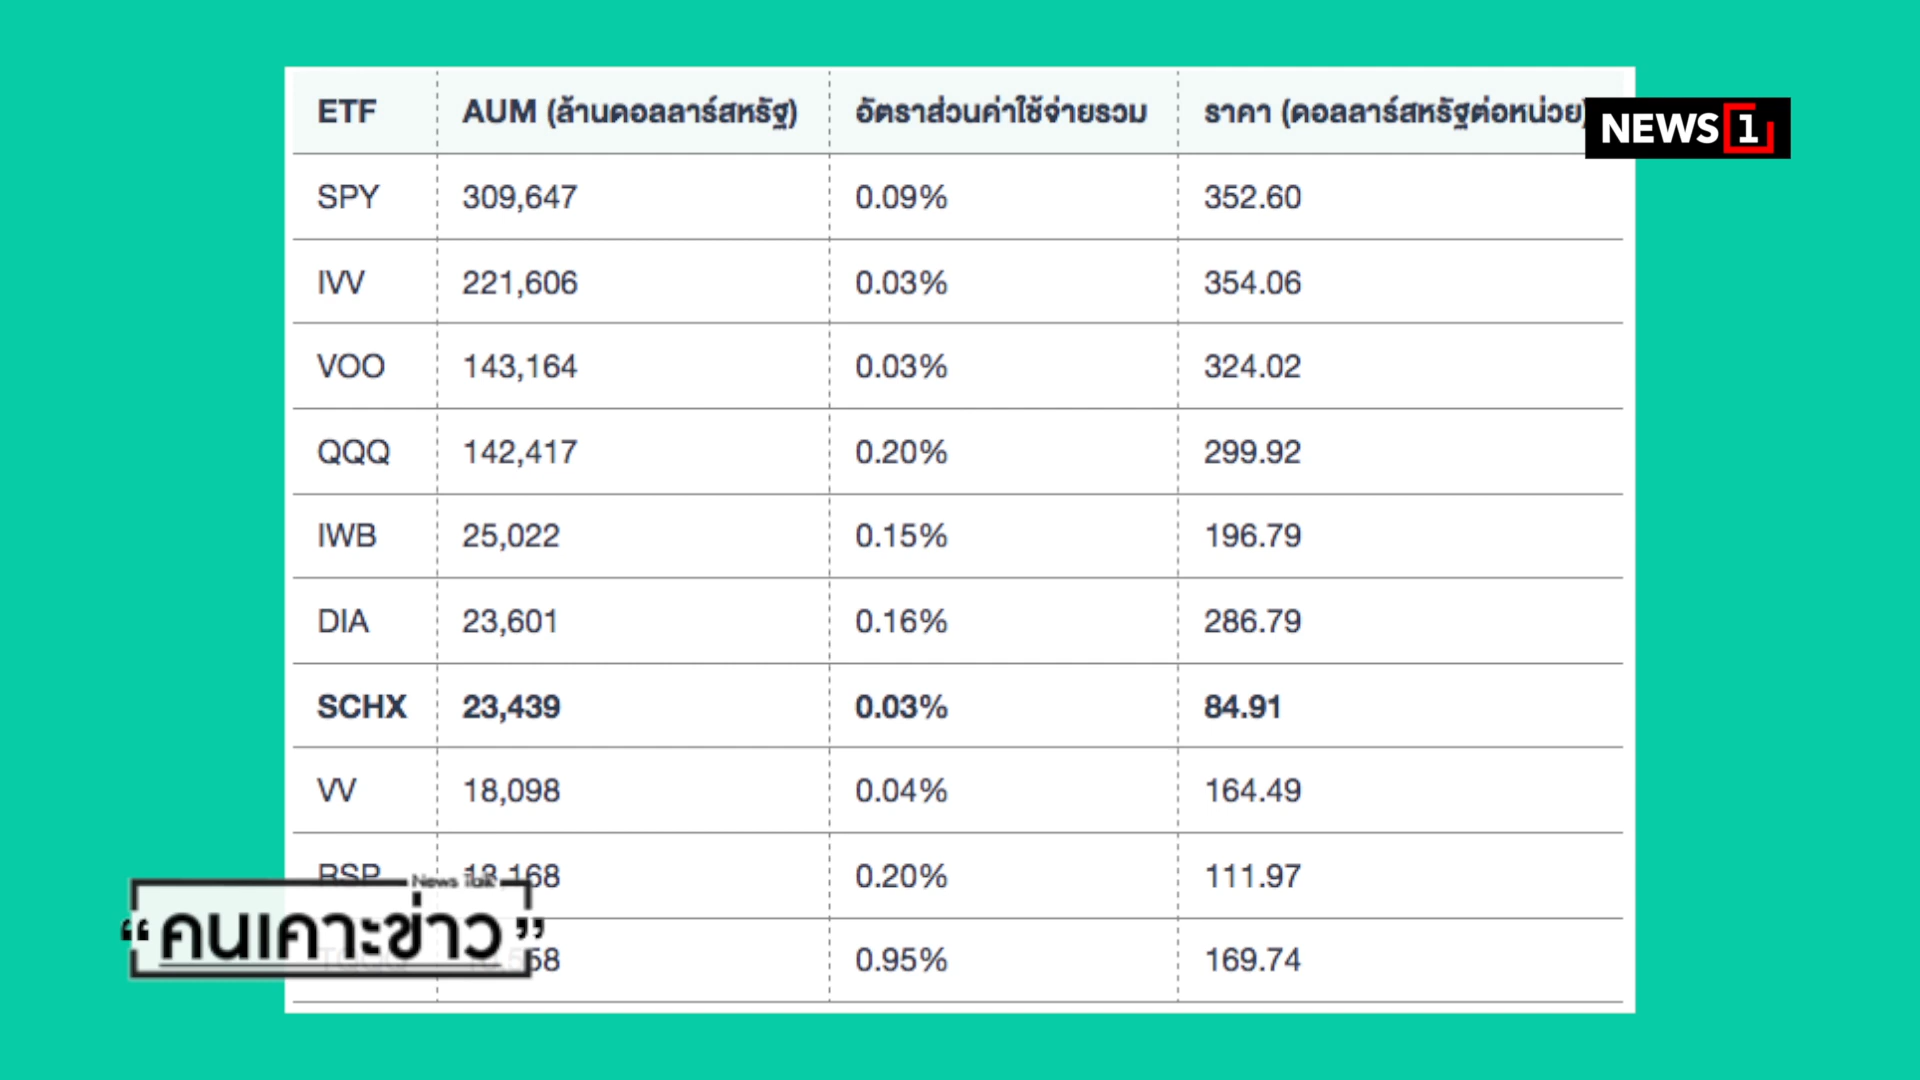 ETF AUM (ล้านดอลลาร์สหรัฐ) อัตราส่วนค่าใช้จ่ายรวม ราคา (ดอลลาร์สหรัฐต่อหน่วย)
NEWS 1
SPY 309,647 0.09% 352.60
IVV 221,606 0.03% 354.06
VOO 143,164 0.03% 324.02
QQQ 142,417 0.20% 299.92
IWB 25,022 0.15% 196.79
DIA 23,601 0.16% 286.79
SCHX 23,439 0.03% 84.91
VV 18,098 0.04% 164.49
RSP 13,168 0.20% 111.97
News Talk
“คนเคาะข่าว”
0.95% 169.74